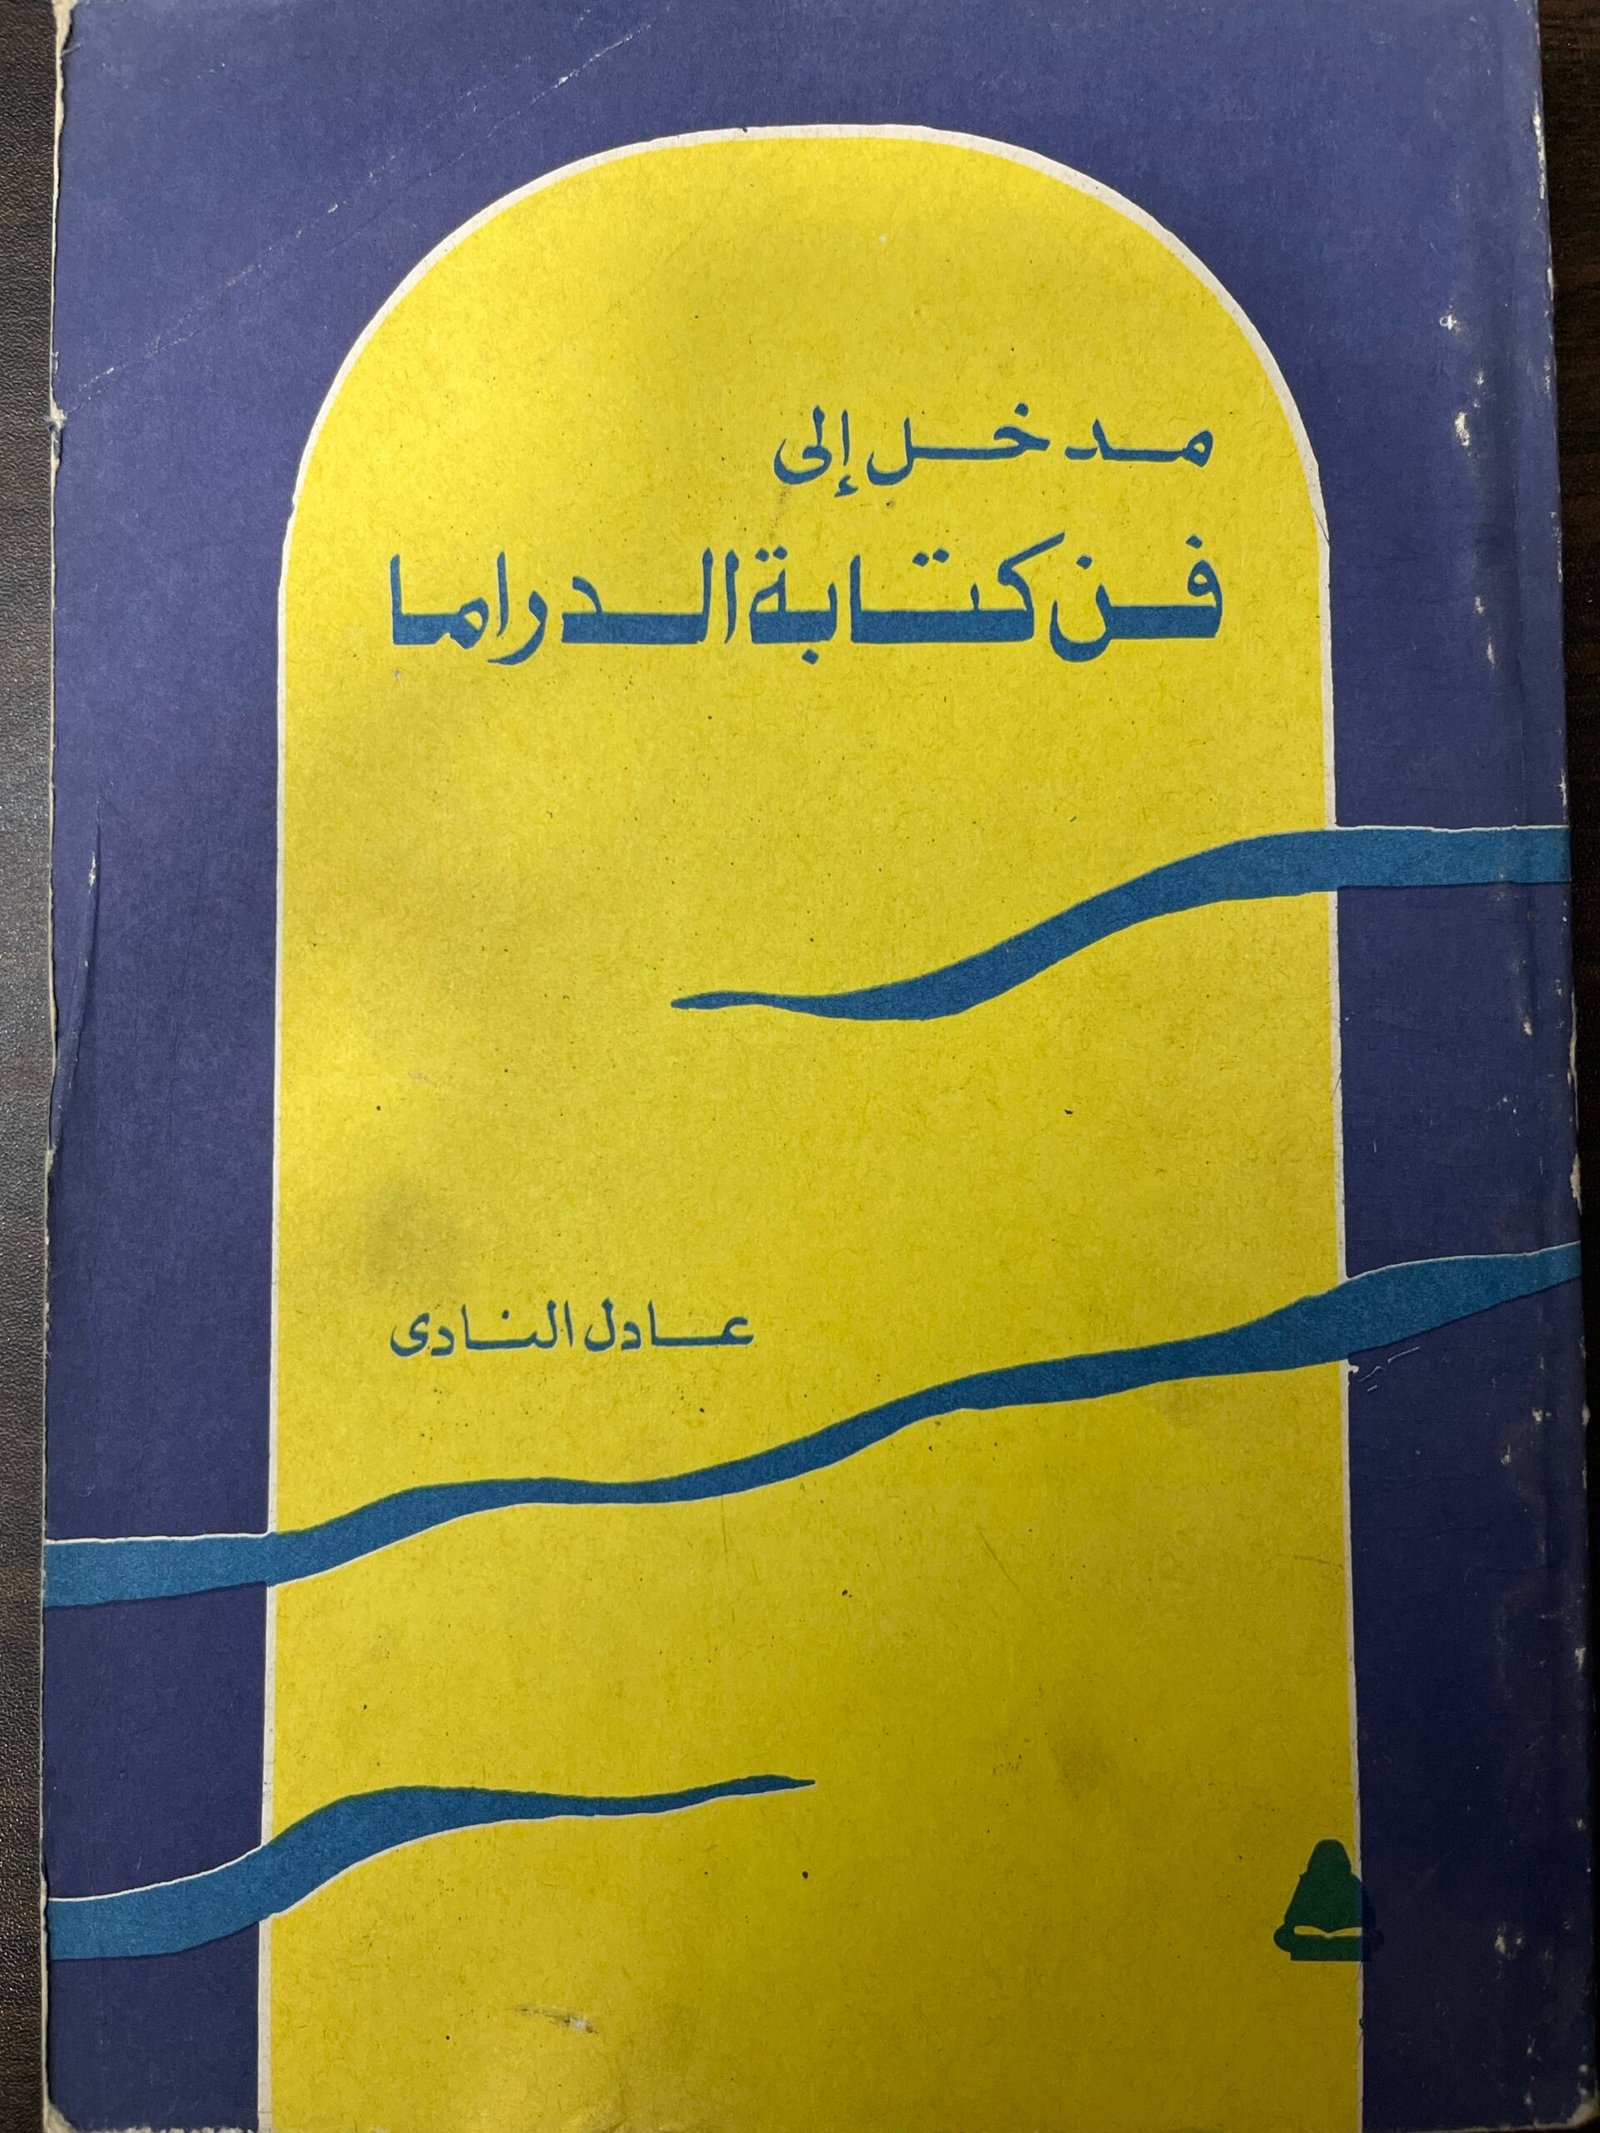 مدخل إلى
فن كتابة الدراما
عادل النادى